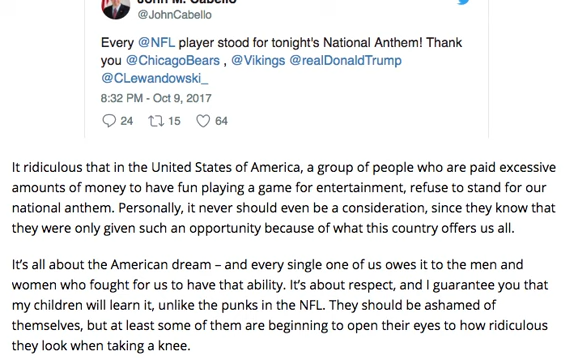 John M. Cabello
@JohnCabello
Every @NFL player stood for tonight's National Anthem! Thank
you @ChicagoBears , @Vikings @realDonaldTrump
@CLewandowski_
8:32 PM - Oct 9, 2017
24 15 64
It ridiculous that in the United States of America, a group of people who are paid excessive
amounts of money to have fun playing a game for entertainment, refuse to stand for our
national anthem. Personally, it never should even be a consideration, since they know that
they were only given such an opportunity because of what this country offers us all.
It's all about the American dream – and every single one of us owes it to the men and
women who fought for us to have that ability. It's about respect, and I guarantee you that
my children will learn it, unlike the punks in the NFL. They should be ashamed of
themselves, but at least some of them are beginning to open their eyes to how ridiculous
they look when taking a knee.